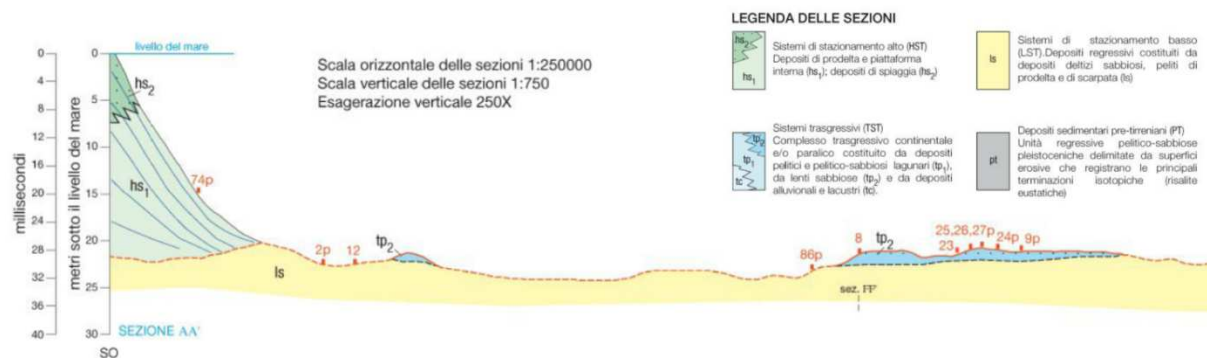 LEGENDA DELLE SEZIONI
hs2
hs1
Sistemi di stazionamento alto (HST)
Depositi di prodelta e piattaforma
interna (hs1); depositi di spiaggia (hs2)
ls
Sistemi di stazionamento basso
(LST).Depositi regressivi costituiti da
depositi deltizi sabbiosi, peliti di
prodelta e di scarpata (ls)
tp2
tp1
tc
Sistemi trasgressivi (TST)
Complesso trasgressivo continentale
e/o paralico costituito da depositi
pelitici e pelitico-sabbiosi lagunari (tp1),
da lenti sabbiose (tp2) e da depositi
alluvionali e lacustri (tc).
pt
Depositi sedimentari pre-tirreniani (PT)
Unità regressive pelitico-sabbiose
pleistoceniche delimitate da superfici
erosive che registrano le principali
terminazioni isotopiche (risalite
eustatiche)
livello del mare
Scala orizzontale delle sezioni 1:250000
Scala verticale delle sezioni 1:750
Esagerazione verticale 250X
millisecondi
0
4
8
12
16
20
24
28
32
36
40
metri sotto il livello del mare
0
5
10
15
20
25
30
hs2
hs1
74p
2p
12
tp2
ls
86p
8
tp2
25,26,27p
23
24p
9p
sez. FF'
SEZIONE AA'
SO